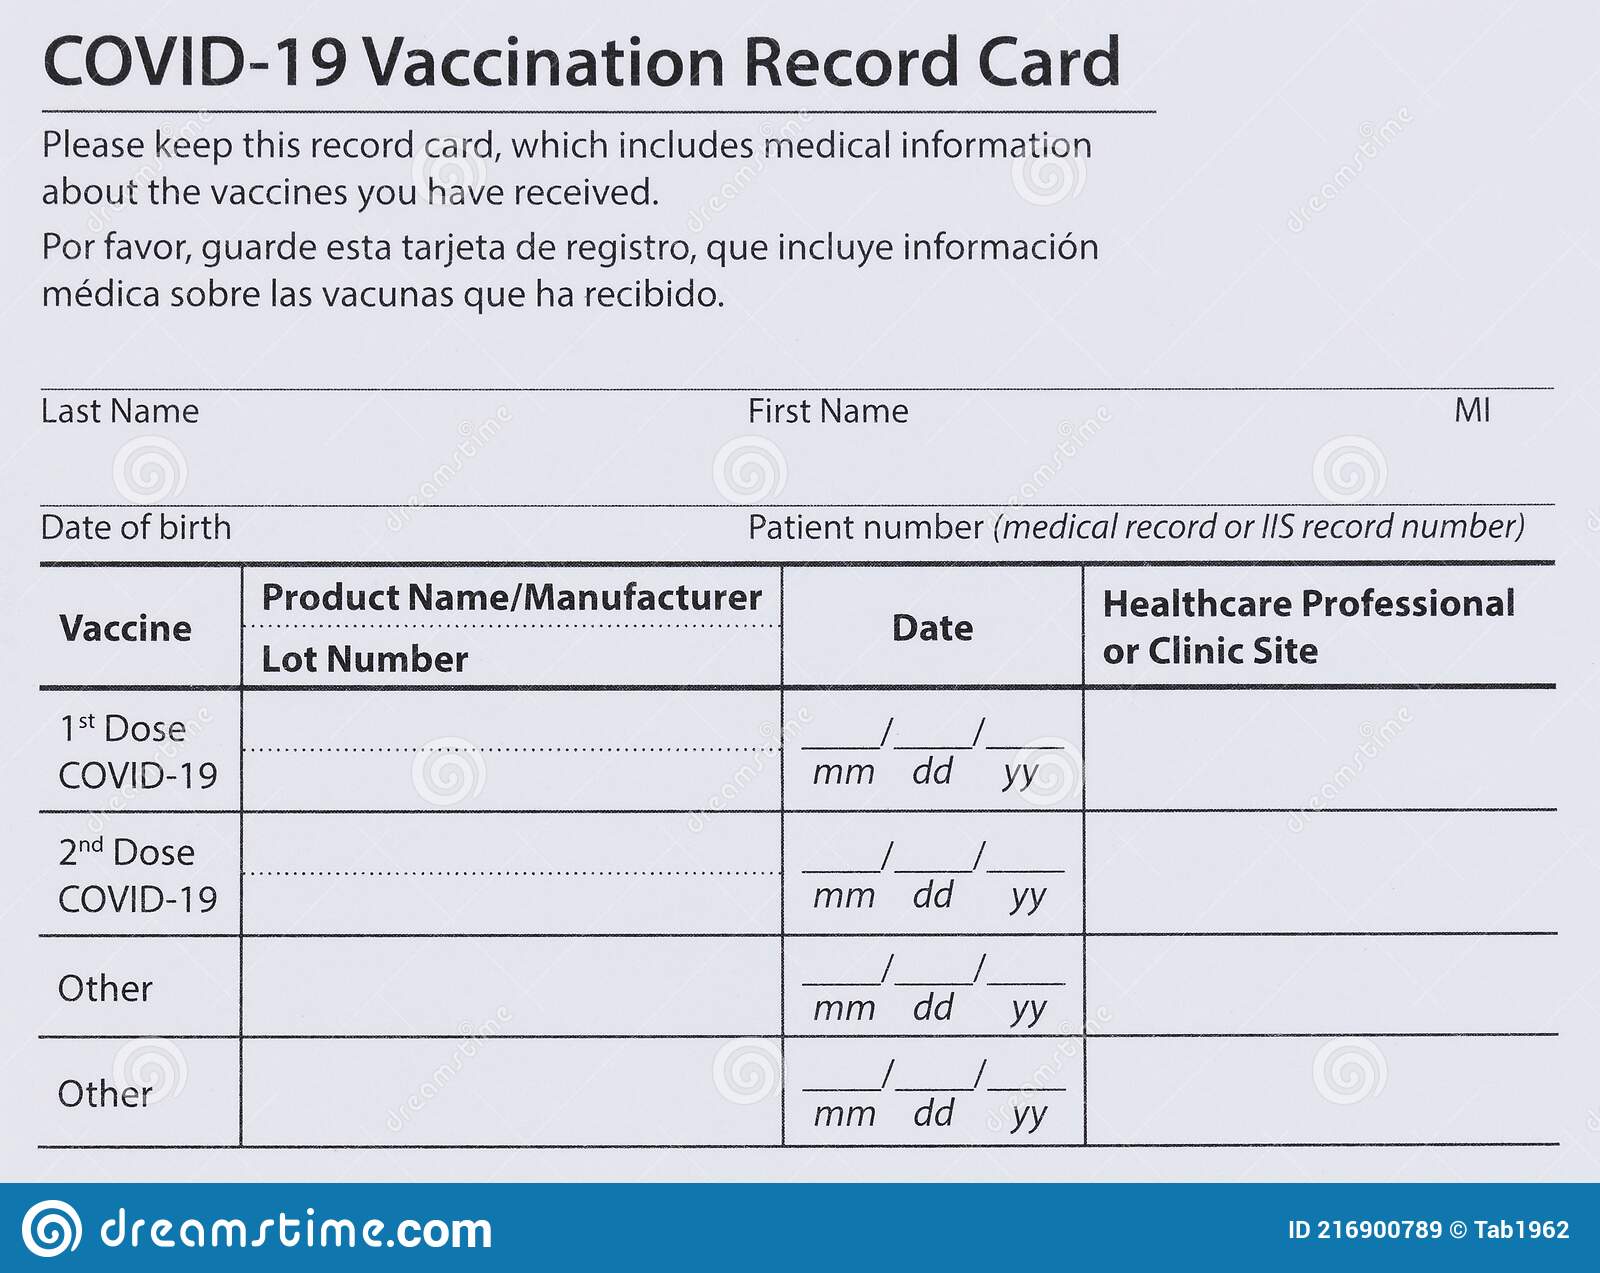 COVID-19 Vaccination Record Card
Please keep this record card, which includes medical information
about the vaccines you have received.
Por favor, guarde esta tarjeta de registro, que incluye información
médica sobre las vacunas que ha recibido.
Last Name First Name MI
Date of birth Patient number (medical record or IIS record number)
Vaccine
Product Name/Manufacturer
Lot Number
Date
Healthcare Professional
or Clinic Site
1st Dose
COVID-19
___/___/___
mm dd yy
2nd Dose
COVID-19
___/___/___
mm dd yy
Other
___/___/___
mm dd yy
Other
___/___/___
mm dd yy
dreamstime.com
ID 216900789 © Tab1962